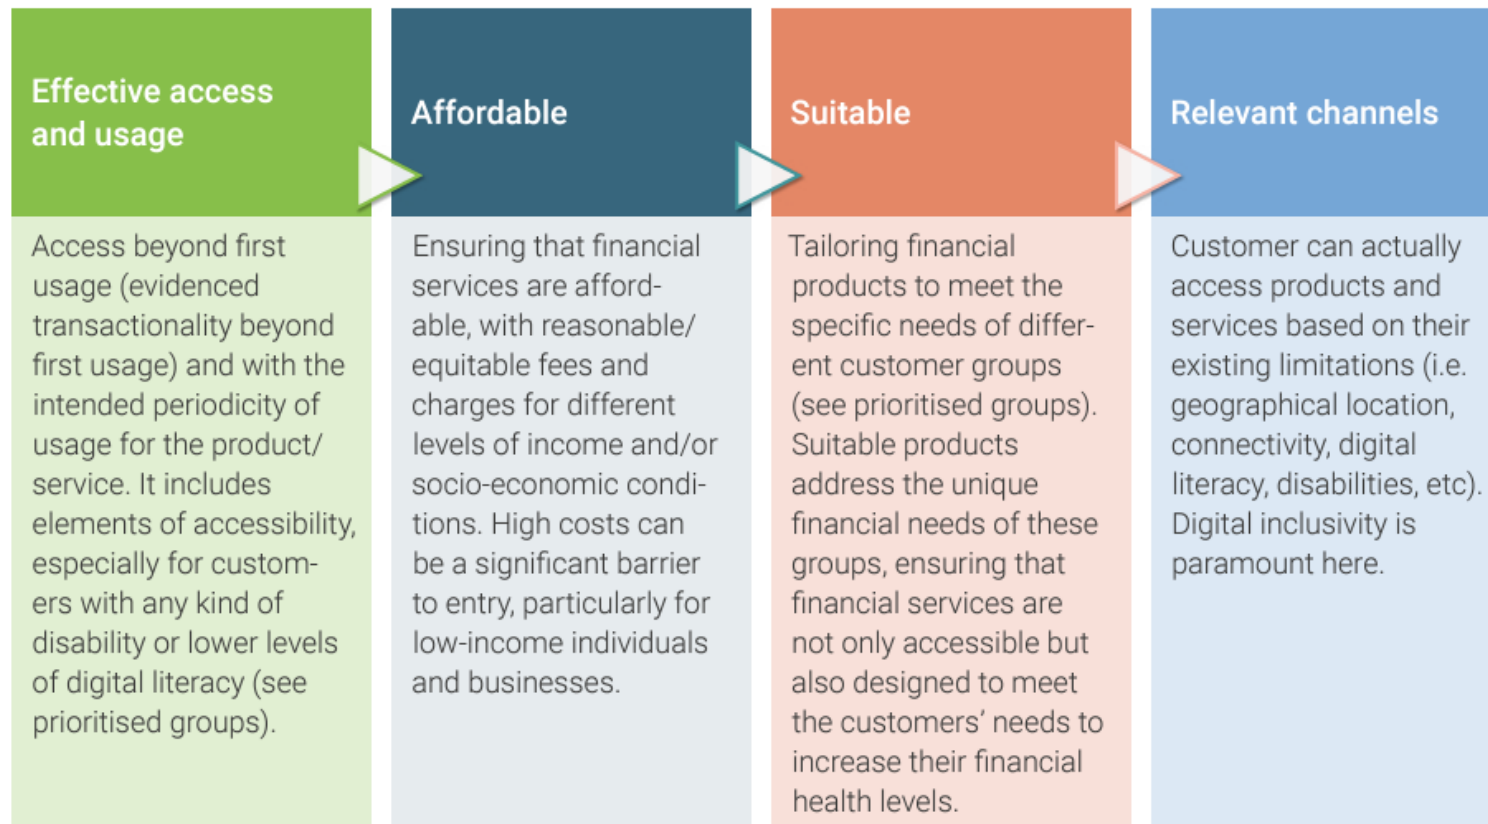 Effective access
and usage
Access beyond first
usage (evidenced
transactionality beyond
first usage) and with the
intended periodicity of
usage for the product/
service. It includes
elements of accessibility,
especially for custom-
ers with any kind of
disability or lower levels
of digital literacy (see
prioritised groups).
Affordable
Ensuring that financial
services are afford-
able, with reasonable/
equitable fees and
charges for different
levels of income and/or
socio-economic condi-
tions. High costs can
be a significant barrier
to entry, particularly for
low-income individuals
and businesses.
Suitable
Tailoring financial
products to meet the
specific needs of differ-
ent customer groups
(see prioritised groups).
Suitable products
address the unique
financial needs of these
groups, ensuring that
financial services are
not only accessible but
also designed to meet
the customers’ needs to
increase their financial
health levels.
Relevant channels
Customer can actually
access products and
services based on their
existing limitations (i.e.
geographical location,
connectivity, digital
literacy, disabilities, etc).
Digital inclusivity is
paramount here.